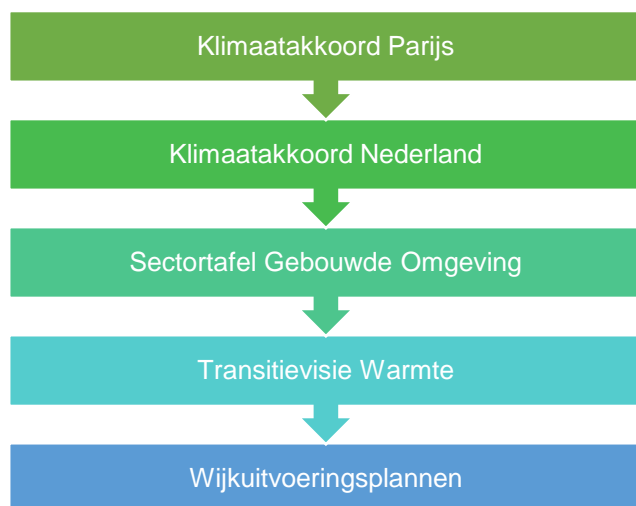 Klimaatakkoord Parijs
Klimaatakkoord Nederland
Sectortafel Gebouwde Omgeving
Transitievisie Warmte
Wijkuitvoeringsplannen